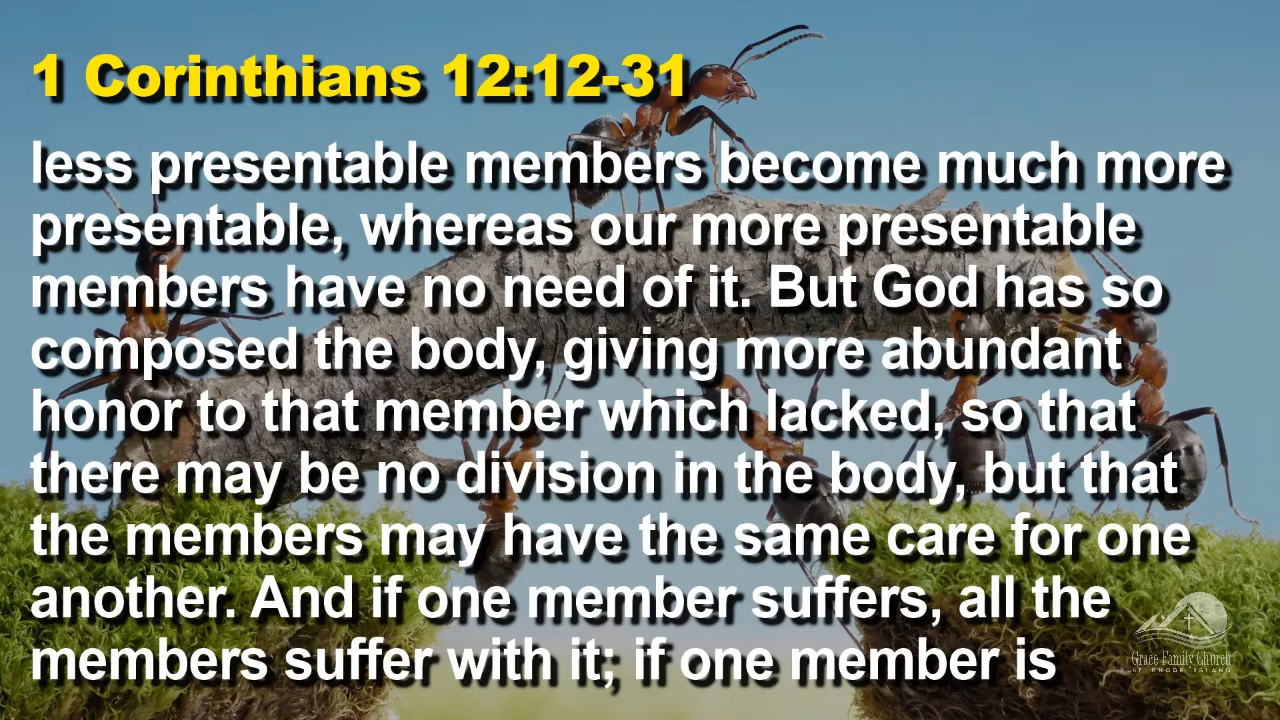 1 Corinthians 12:12-31
less presentable members become much more
presentable, whereas our more presentable
members have no need of it. But God has so
composed the body, giving more abundant
honor to that member which lacked, so that
there may be no division in the body, but that
the members may have the same care for one
another. And if one member suffers, all the
members suffer with it; if one member is
Grace Family Church
OF RHODE ISLAND